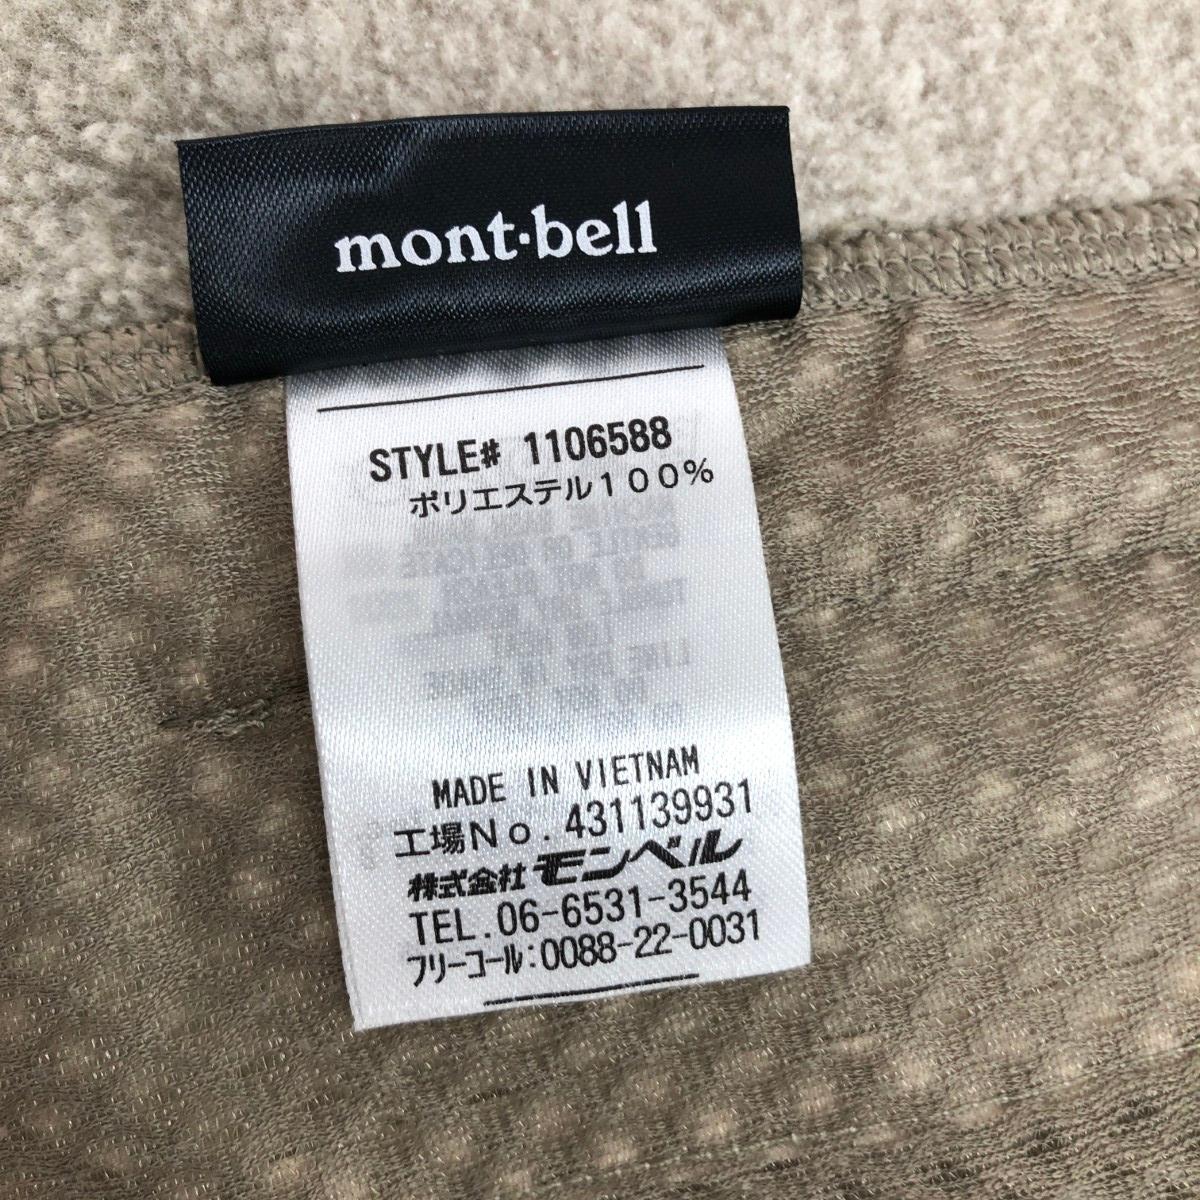 mont·bell
STYLE# 1106588
ポリエステル100%
MADE IN VIETNAM
工場No.431139931
株式会社モンベル
TEL.06-6531-3544
フリーコール:0088-22-0031